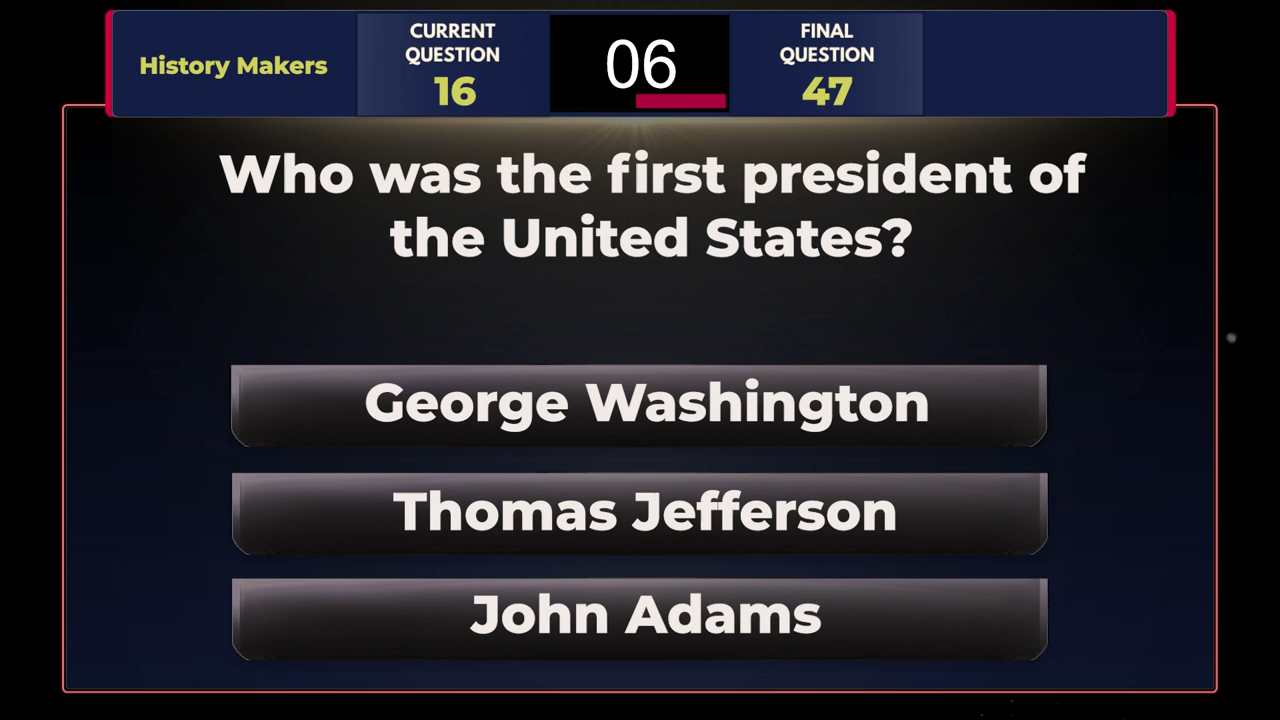 History Makers
CURRENT
QUESTION
16
06
FINAL
QUESTION
47
Who was the first president of
the United States?
George Washington
Thomas Jefferson
John Adams